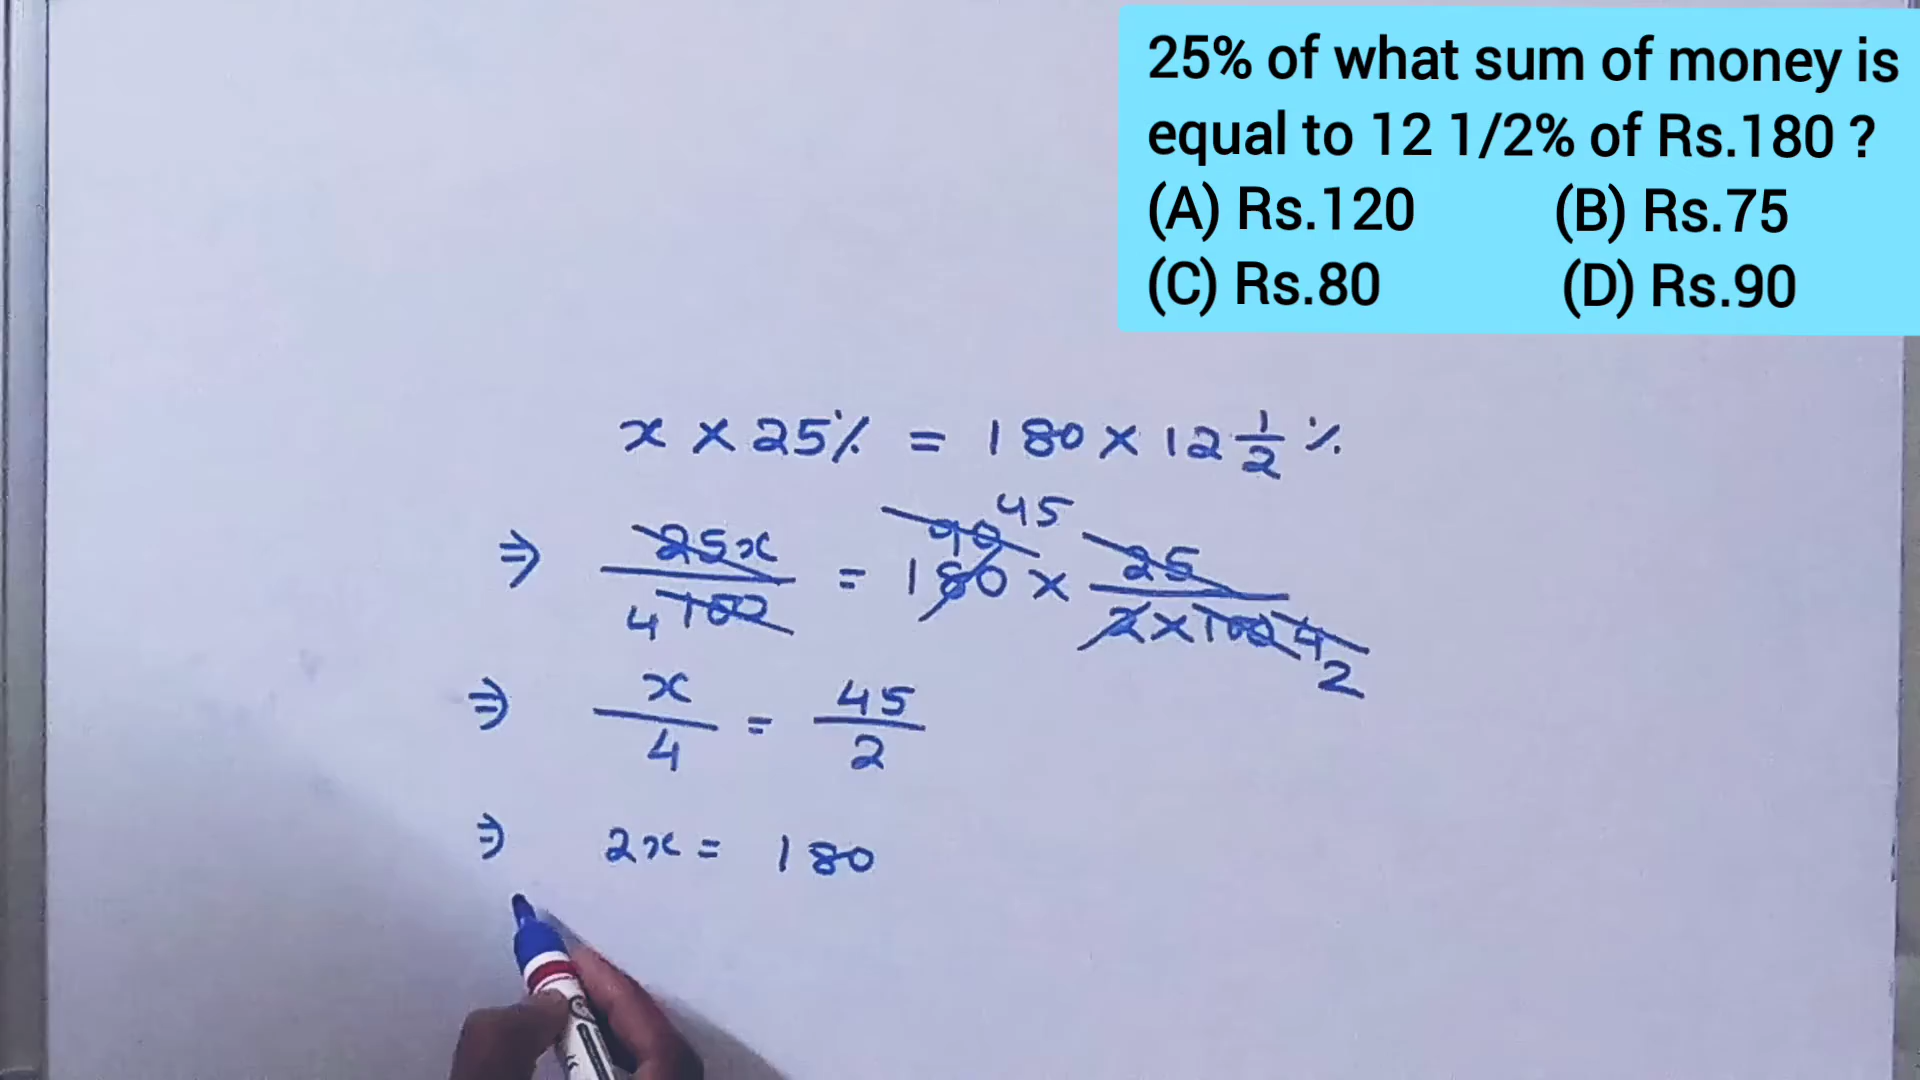 25% of what sum of money is
equal to 12 1/2% of Rs.180 ?
(A) Rs.120 (B) Rs.75
(C) Rs.80 (D) Rs.90
x × 25% = 180 × 12 1/2 %
⇒ 25x / 4 100 = 180 90 45 × 25 / 2 × 100 4 2
⇒ x/4 = 45/2
⇒ 2x = 180